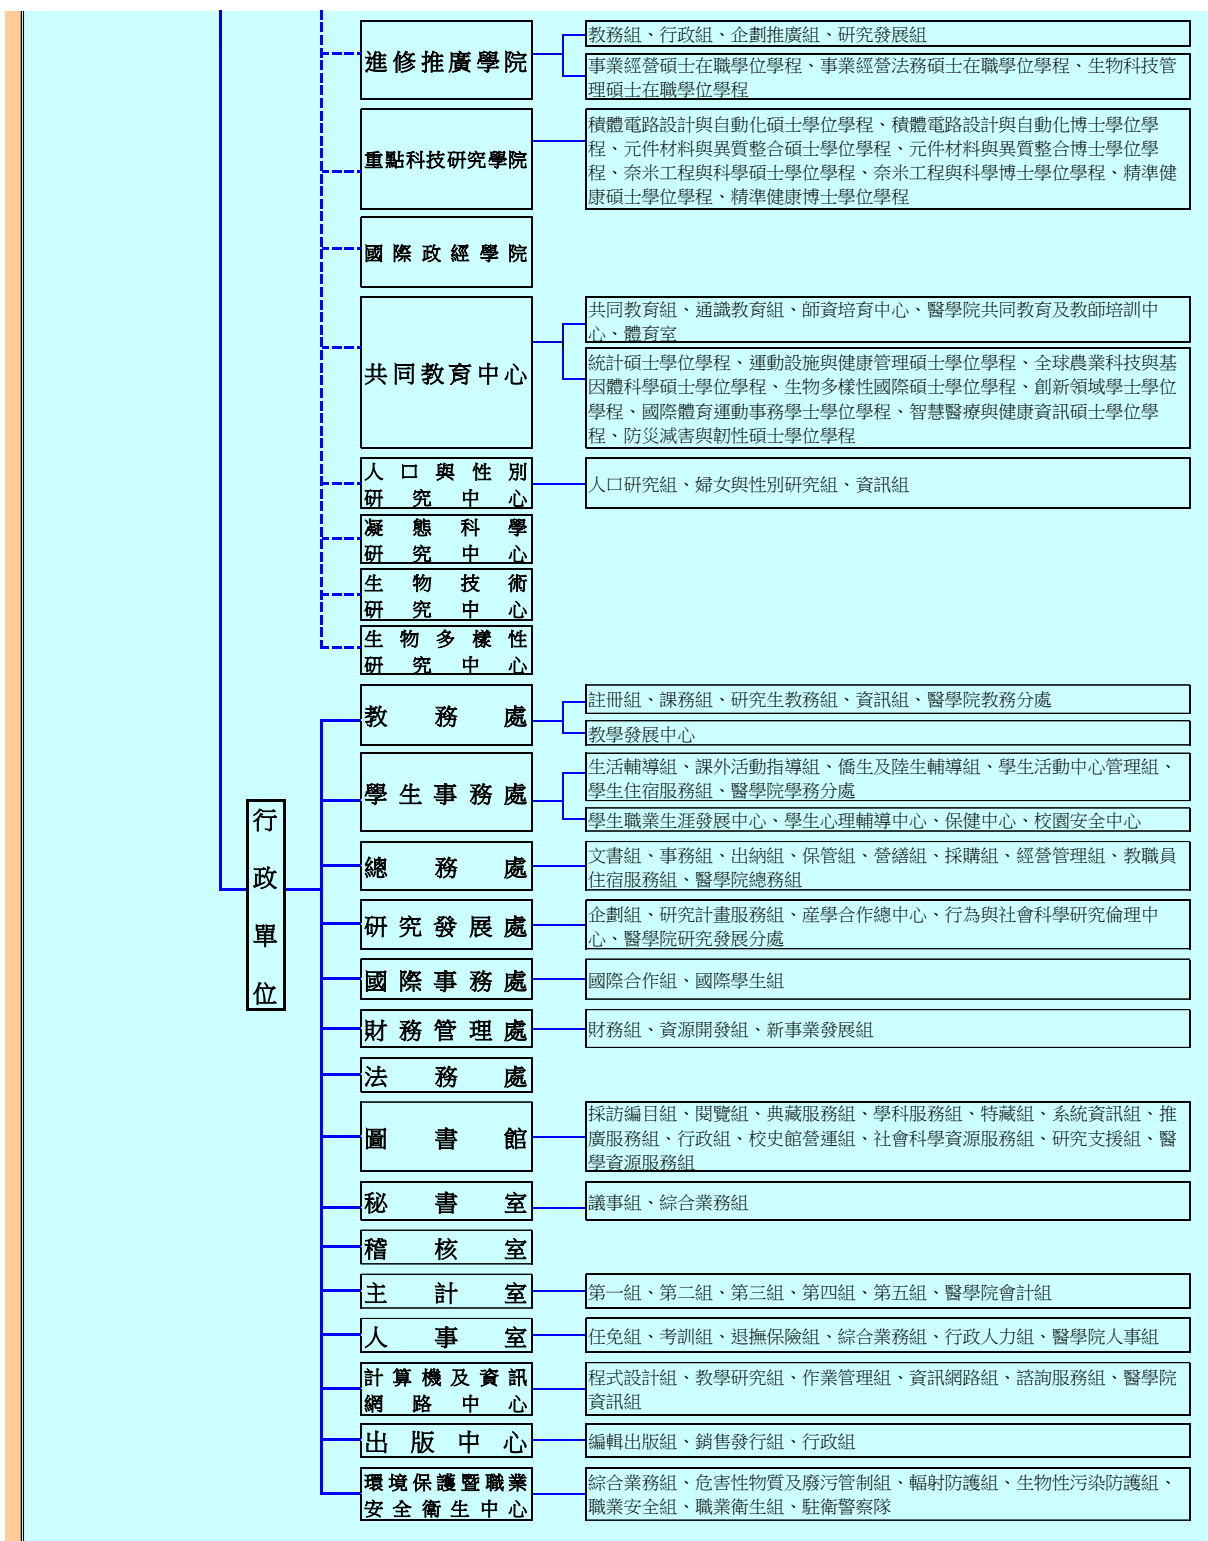 進修推廣學院
教務組、行政組、企劃推廣組、研究發展組
事業經營碩士在職學位學程、事業經營法務碩士在職學位學程、生物科技管
理碩士在職學位學程
重點科技研究學院
積體電路設計與自動化碩士學位學程、積體電路設計與自動化博士學位學
程、元件材料與異質整合碩士學位學程、元件材料與異質整合博士學位學
程、奈米工程與科學碩士學位學程、奈米工程與科學博士學位學程、精準健
康碩士學位學程、精準健康博士學位學程
國際政經學院
共同教育中心
共同教育組、通識教育組、師資培育中心、醫學院共同教育及教師培訓中
心、體育室
統計碩士學位學程、運動設施與健康管理碩士學位學程、全球農業科技與基
因體科學碩士學位學程、生物多樣性國際碩士學位學程、創新領域學士學位
學程、國際體育運動事務學士學位學程、智慧醫療與健康資訊碩士學位學
程、防災減害與韌性碩士學位學程
人口與性別
研究中心
人口研究組、婦女與性別研究組、資訊組
凝態科學
研究中心
生物技術
研究中心
生物多樣性
研究中心
行政單位
教務處
註冊組、課務組、研究生教務組、資訊組、醫學院教務分處
教學發展中心
學生事務處
生活輔導組、課外活動指導組、僑生及陸生輔導組、學生活動中心管理組、
學生住宿服務組、醫學院學務分處
學生職業生涯發展中心、學生心理輔導中心、保健中心、校園安全中心
總務處
文書組、事務組、出納組、保管組、營繕組、採購組、經營管理組、教職員
住宿服務組、醫學院總務組
研究發展處
企劃組、研究計畫服務組、產學合作總中心、行為與社會科學研究倫理中
心、醫學院研究發展分處
國際事務處
國際合作組、國際學生組
財務管理處
財務組、資源開發組、新事業發展組
法務處
圖書館
採訪編目組、閱覽組、典藏服務組、學科服務組、特藏組、系統資訊組、推
廣服務組、行政組、校史館營運組、社會科學資源服務組、研究支援組、醫
學資源服務組
秘書室
議事組、綜合業務組
稽核室
主計室
第一組、第二組、第三組、第四組、第五組、醫學院會計組
人事室
任免組、考訓組、退撫保險組、綜合業務組、行政人力組、醫學院人事組
計算機及資訊
網路中心
程式設計組、教學研究組、作業管理組、資訊網路組、諮詢服務組、醫學院
資訊組
出版中心
編輯出版組、銷售發行組、行政組
環境保護暨職業
安全衛生中心
綜合業務組、危害性物質及廢污管制組、輻射防護組、生物性污染防護組、
職業安全組、職業衛生組、駐衛警察隊